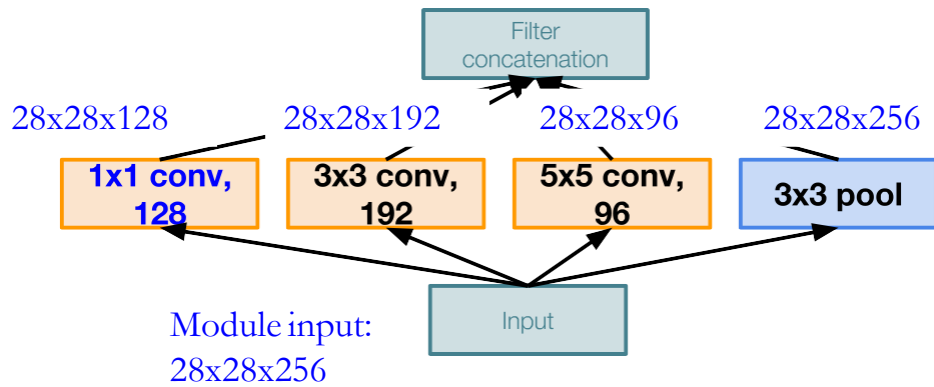 Filter
concatenation
28x28x128
28x28x192
28x28x96
28x28x256
1x1 conv,
128
3x3 conv,
192
5x5 conv,
96
3x3 pool
Input
Module input:
28x28x256